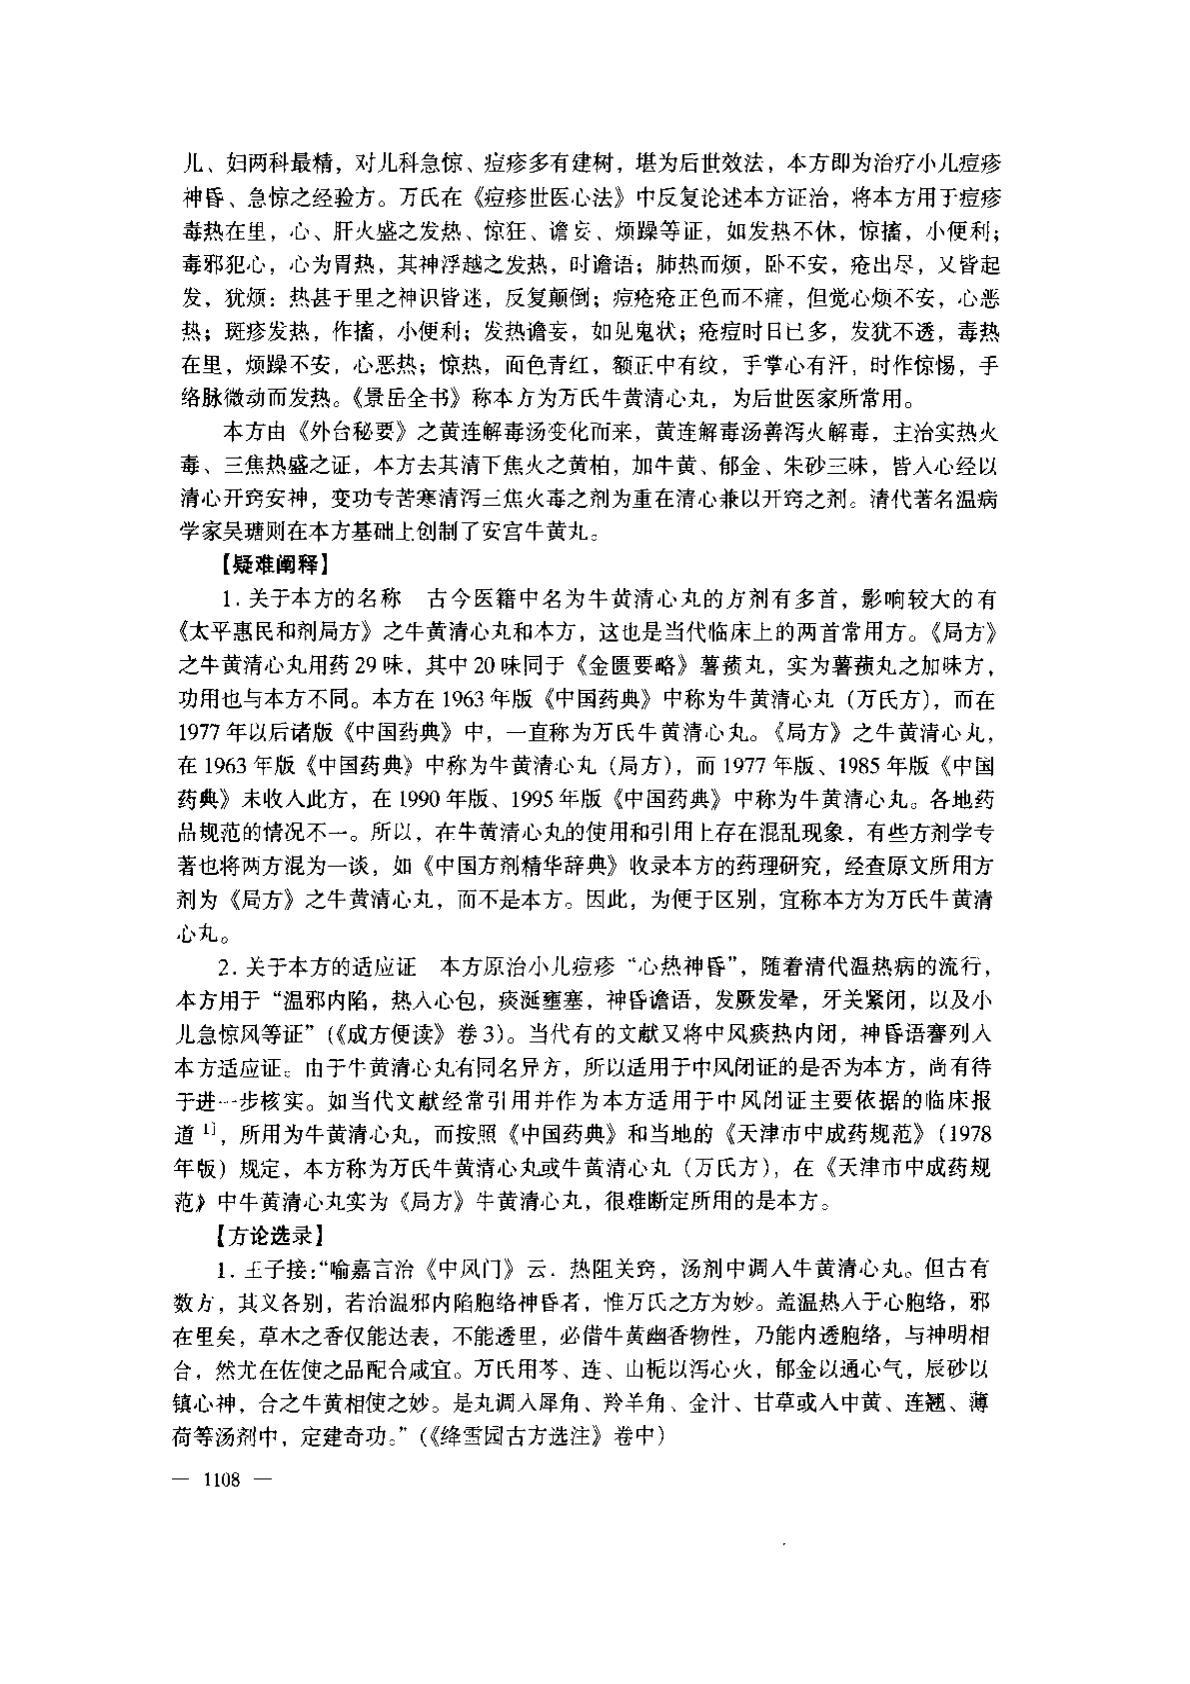 儿、妇两科最精，对儿科急惊、痘疹多有建树，堪为后世效法，本方即为治疗小儿痘疹
神昏、急惊之经验方。万氏在《痘疹世医心法》中反复论述本方证治，将本方用于痘疹
毒热在里，心、肝火盛之发热、惊狂、谵妄、烦躁等证，如发热不休，惊搐，小便利；
毒邪犯心，心为胃热，其神浮越之发热，时谵语；肺热而烦，卧不安，疮出尽，又皆起
发，犹烦：热甚于里之神识皆迷，反复颠倒；痘疮疮正色而不痛，但觉心烦不安，心恶
热；斑疹发热，作搐，小便利；发热谵妄，如见鬼状；疮痘时日已多，发犹不透，毒热
在里，烦躁不安，心恶热；惊热，面色青红，额正中有纹，手掌心有汗，时作惊惕，手
络脉微动而发热。《景岳全书》称本方为万氏牛黄清心丸，为后世医家所常用。
本方由《外台秘要》之黄连解毒汤变化而来，黄连解毒汤善泻火解毒，主治实热火
毒、三焦热盛之证，本方去其清下焦火之黄柏，加牛黄、郁金、朱砂三味，皆入心经以
清心开窍安神，变功专苦寒清泻三焦火毒之剂为重在清心兼以开窍之剂。清代著名温病
学家吴瑭则在本方基础上创制了安宫牛黄丸。
【疑难阐释】
1. 关于本方的名称　古今医籍中名为牛黄清心丸的方剂有多首，影响较大的有
《太平惠民和剂局方》之牛黄清心丸和本方，这也是当代临床上的两首常用方。《局方》
之牛黄清心丸用药 29 味，其中 20 味同于《金匮要略》薯蓣丸，实为薯蓣丸之加味方，
功用也与本方不同。本方在 1963 年版《中国药典》中称为牛黄清心丸（万氏方），而在
1977 年以后诸版《中国药典》中，一直称为万氏牛黄清心丸。《局方》之牛黄清心丸，
在 1963 年版《中国药典》中称为牛黄清心丸（局方），而 1977 年版、1985 年版《中国
药典》未收入此方，在 1990 年版、1995 年版《中国药典》中称为牛黄清心丸。各地药
品规范的情况不一。所以，在牛黄清心丸的使用和引用上存在混乱现象，有些方剂学专
著也将两方混为一谈，如《中国方剂精华辞典》收录本方的药理研究，经查原文所用方
剂为《局方》之牛黄清心丸，而不是本方。因此，为便于区别，宜称本方为万氏牛黄清
心丸。
2. 关于本方的适应证　本方原治小儿痘疹“心热神昏”，随着清代温热病的流行，
本方用于“温邪内陷，热入心包，痰涎壅塞，神昏谵语，发厥发晕，牙关紧闭，以及小
儿急惊风等证”（《成方便读》卷 3）。当代有的文献又将中风痰热内闭，神昏语謇列入
本方适应证。由于牛黄清心丸有同名异方，所以适用于中风闭证的是否为本方，尚有待
于进一步核实。如当代文献经常引用并作为本方适用于中风闭证主要依据的临床报
道 1]，所用为牛黄清心丸，而按照《中国药典》和当地的《天津市中成药规范》（1978
年版）规定，本方称为万氏牛黄清心丸或牛黄清心丸（万氏方），在《天津市中成药规
范》中牛黄清心丸实为《局方》牛黄清心丸，很难断定所用的是本方。
【方论选录】
1. 王子接：“喻嘉言治《中风门》云．热阻关窍，汤剂中调入牛黄清心丸。但古有
数方，其义各别，若治温邪内陷胞络神昏者，惟万氏之方为妙。盖温热入于心胞络，邪
在里矣，草木之香仅能达表，不能透里，必借牛黄幽香物性，乃能内透胞络，与神明相
合，然尤在佐使之品配合咸宜。万氏用芩、连、山栀以泻心火，郁金以通心气，辰砂以
镇心神，合之牛黄相使之妙。是丸调入犀角、羚羊角、金汁、甘草或人中黄、连翘、薄
荷等汤剂中，定建奇功。”（《绛雪园古方选注》卷中）
— 1108 —